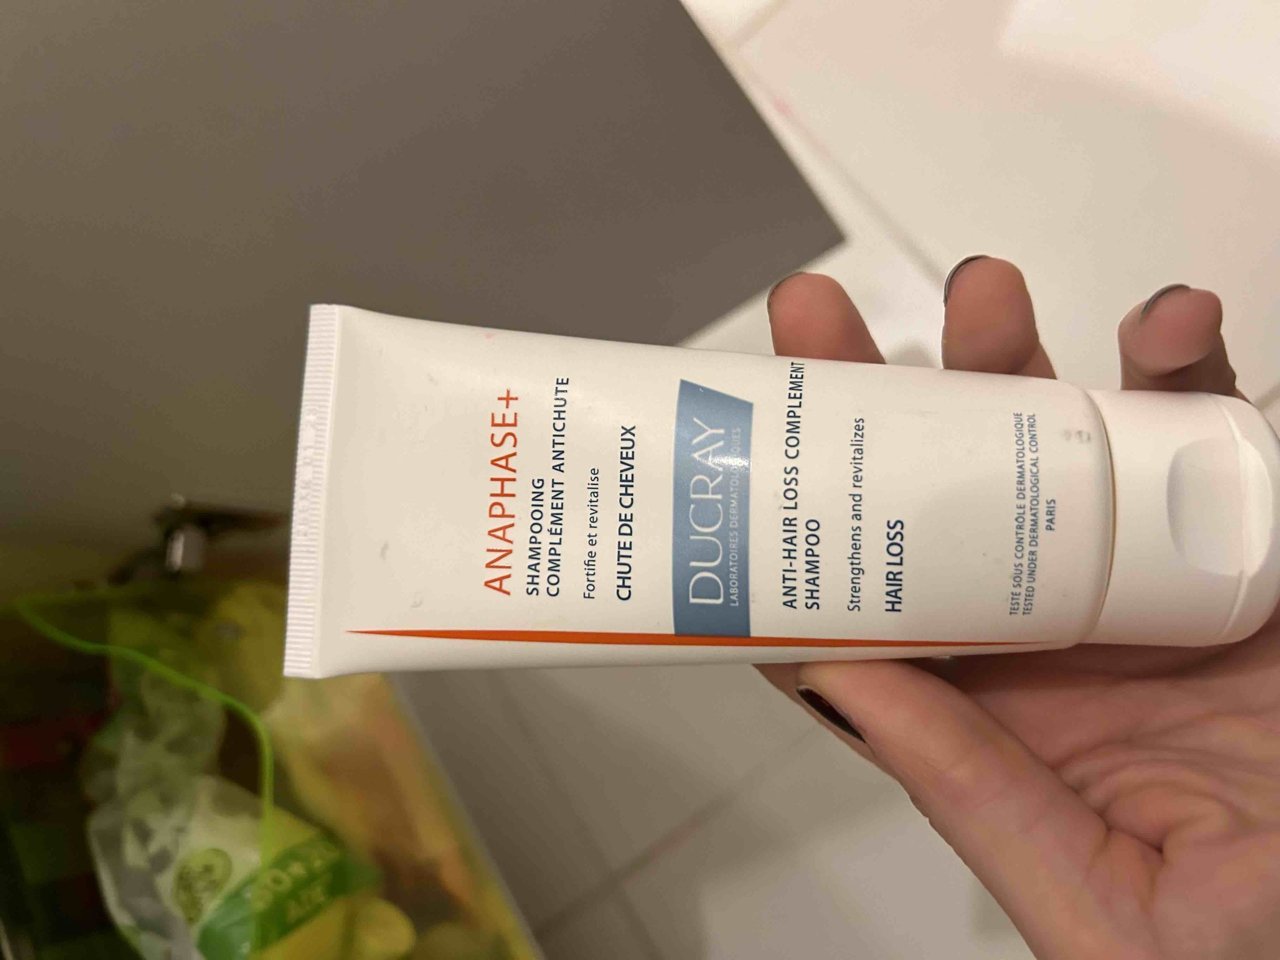 ANAPHASE+
SHAMPOOING
COMPLÉMENT ANTICHUTE
Fortifie et revitalise
CHUTE DE CHEVEUX
DUCRAY
LABORATOIRES DERMATOLOGIQUES
ANTI-HAIR LOSS COMPLEMENT
SHAMPOO
Strengthens and revitalizes
HAIR LOSS
TESTÉ SOUS CONTRÔLE DERMATOLOGIQUE
TESTED UNDER DERMATOLOGICAL CONTROL
PARIS